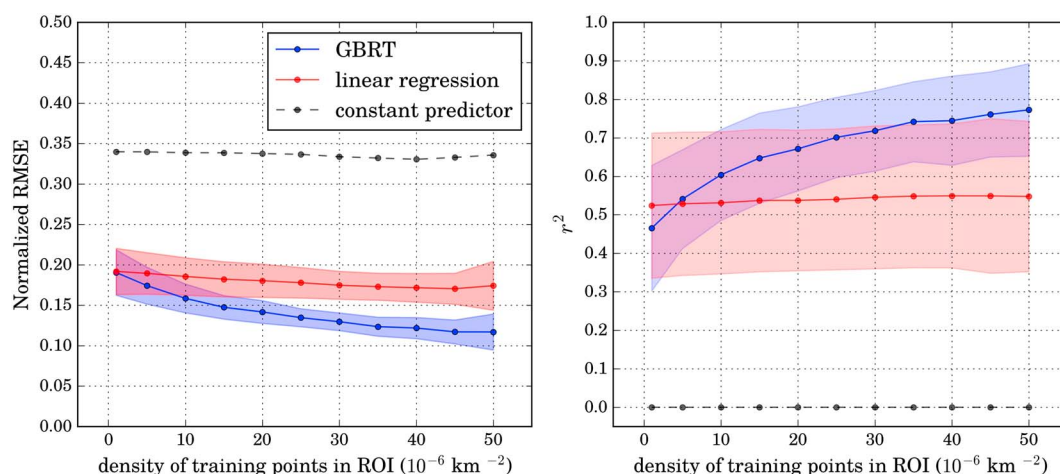 0.50
0.45
0.40
0.35
0.30
0.25
0.20
0.15
0.10
0.05
0.00
Normalized RMSE
GBRT
linear regression
constant predictor
0 10 20 30 40 50
density of training points in ROI (10⁻⁶ km ⁻²)
1.0
0.9
0.8
0.7
0.6
0.5
0.4
0.3
0.2
0.1
0.0
r²
0 10 20 30 40 50
density of training points in ROI (10⁻⁶ km ⁻²)